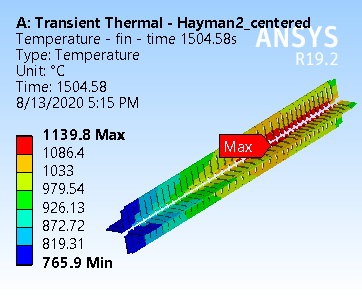 A: Transient Thermal - Hayman2_centered
Temperature - fin - time 1504.58s
Type: Temperature
Unit: °C
Time: 1504.58
8/13/2020 5:15 PM
ANSYS
R19.2
1139.8 Max
1086.4
1033
979.54
926.13
872.72
819.31
765.9 Min
Max